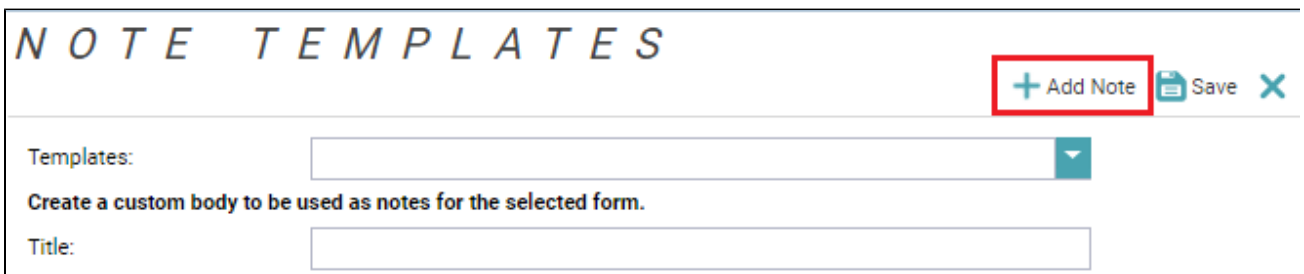 NOTE TEMPLATES
Add Note Save
Templates:
Create a custom body to be used as notes for the selected form.
Title: